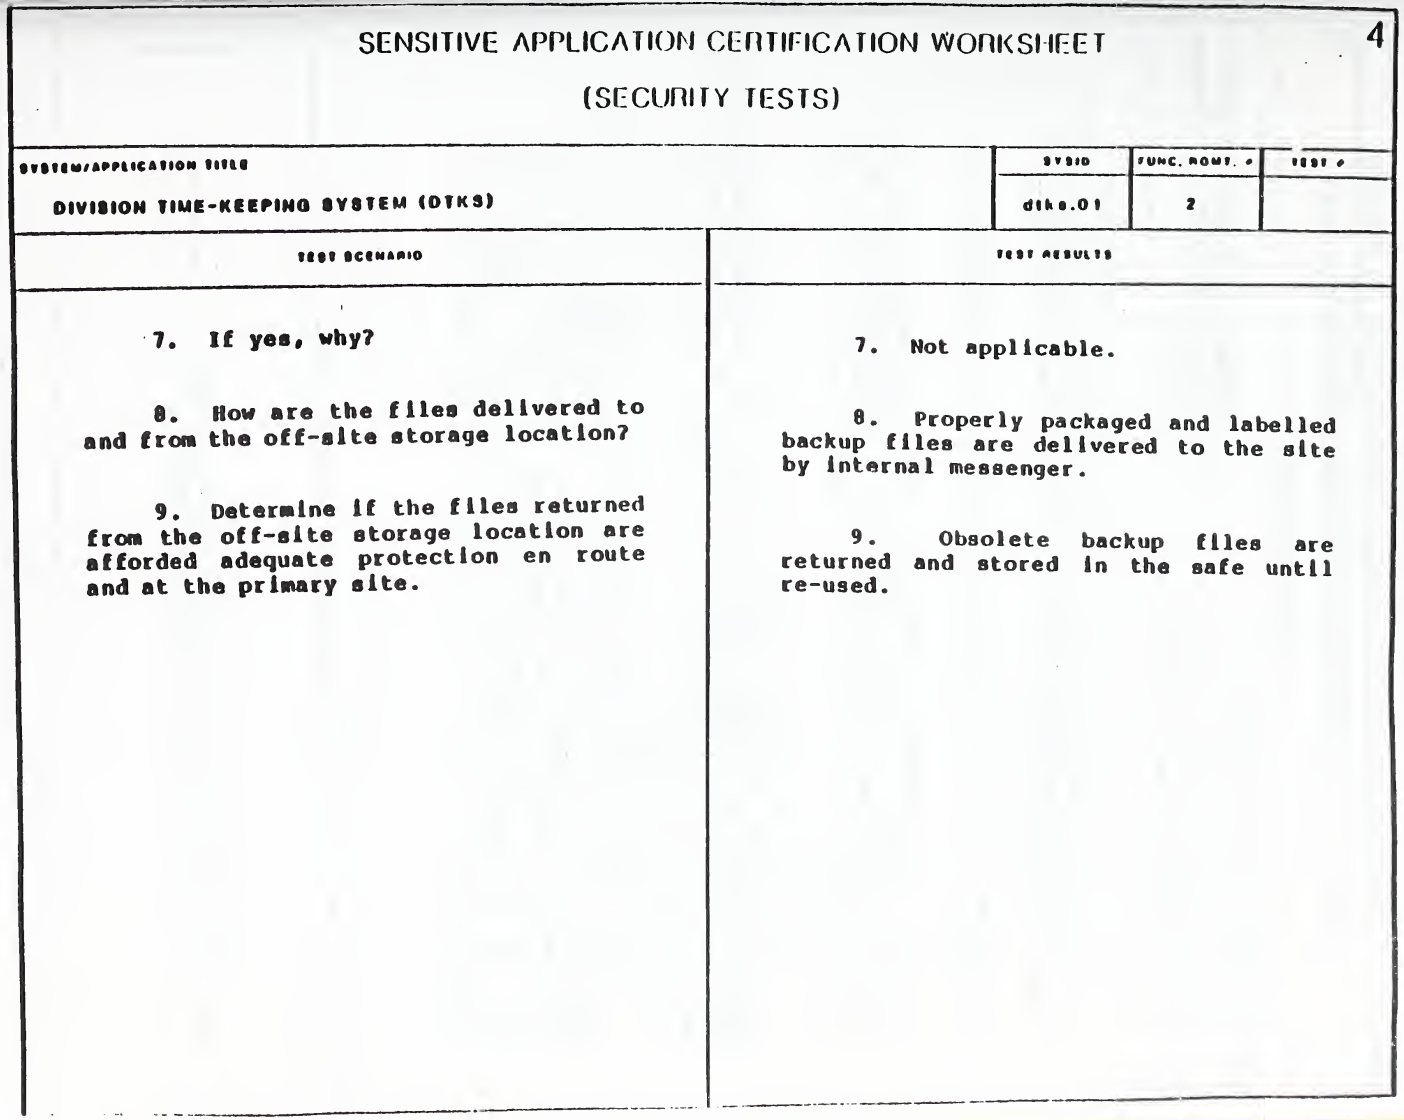 SENSITIVE APPLICATION CERTIFICATION WORKSHEET
4
(SECURITY TESTS)
SYSTEM/APPLICATION TITLE
SYSID
FUNC. RQMT. #
TEST #
DIVISION TIME-KEEPING SYSTEM (DTKS)
dtks.01
2
TEST SCENARIO
TEST RESULTS
7. If yes, why?
8. How are the files delivered to
and from the off-site storage location?
9. Determine if the files returned
from the off-site storage location are
afforded adequate protection en route
and at the primary site.
7. Not applicable.
8. Properly packaged and labelled
backup files are delivered to the site
by internal messenger.
9. Obsolete backup files are
returned and stored in the safe until
re-used.